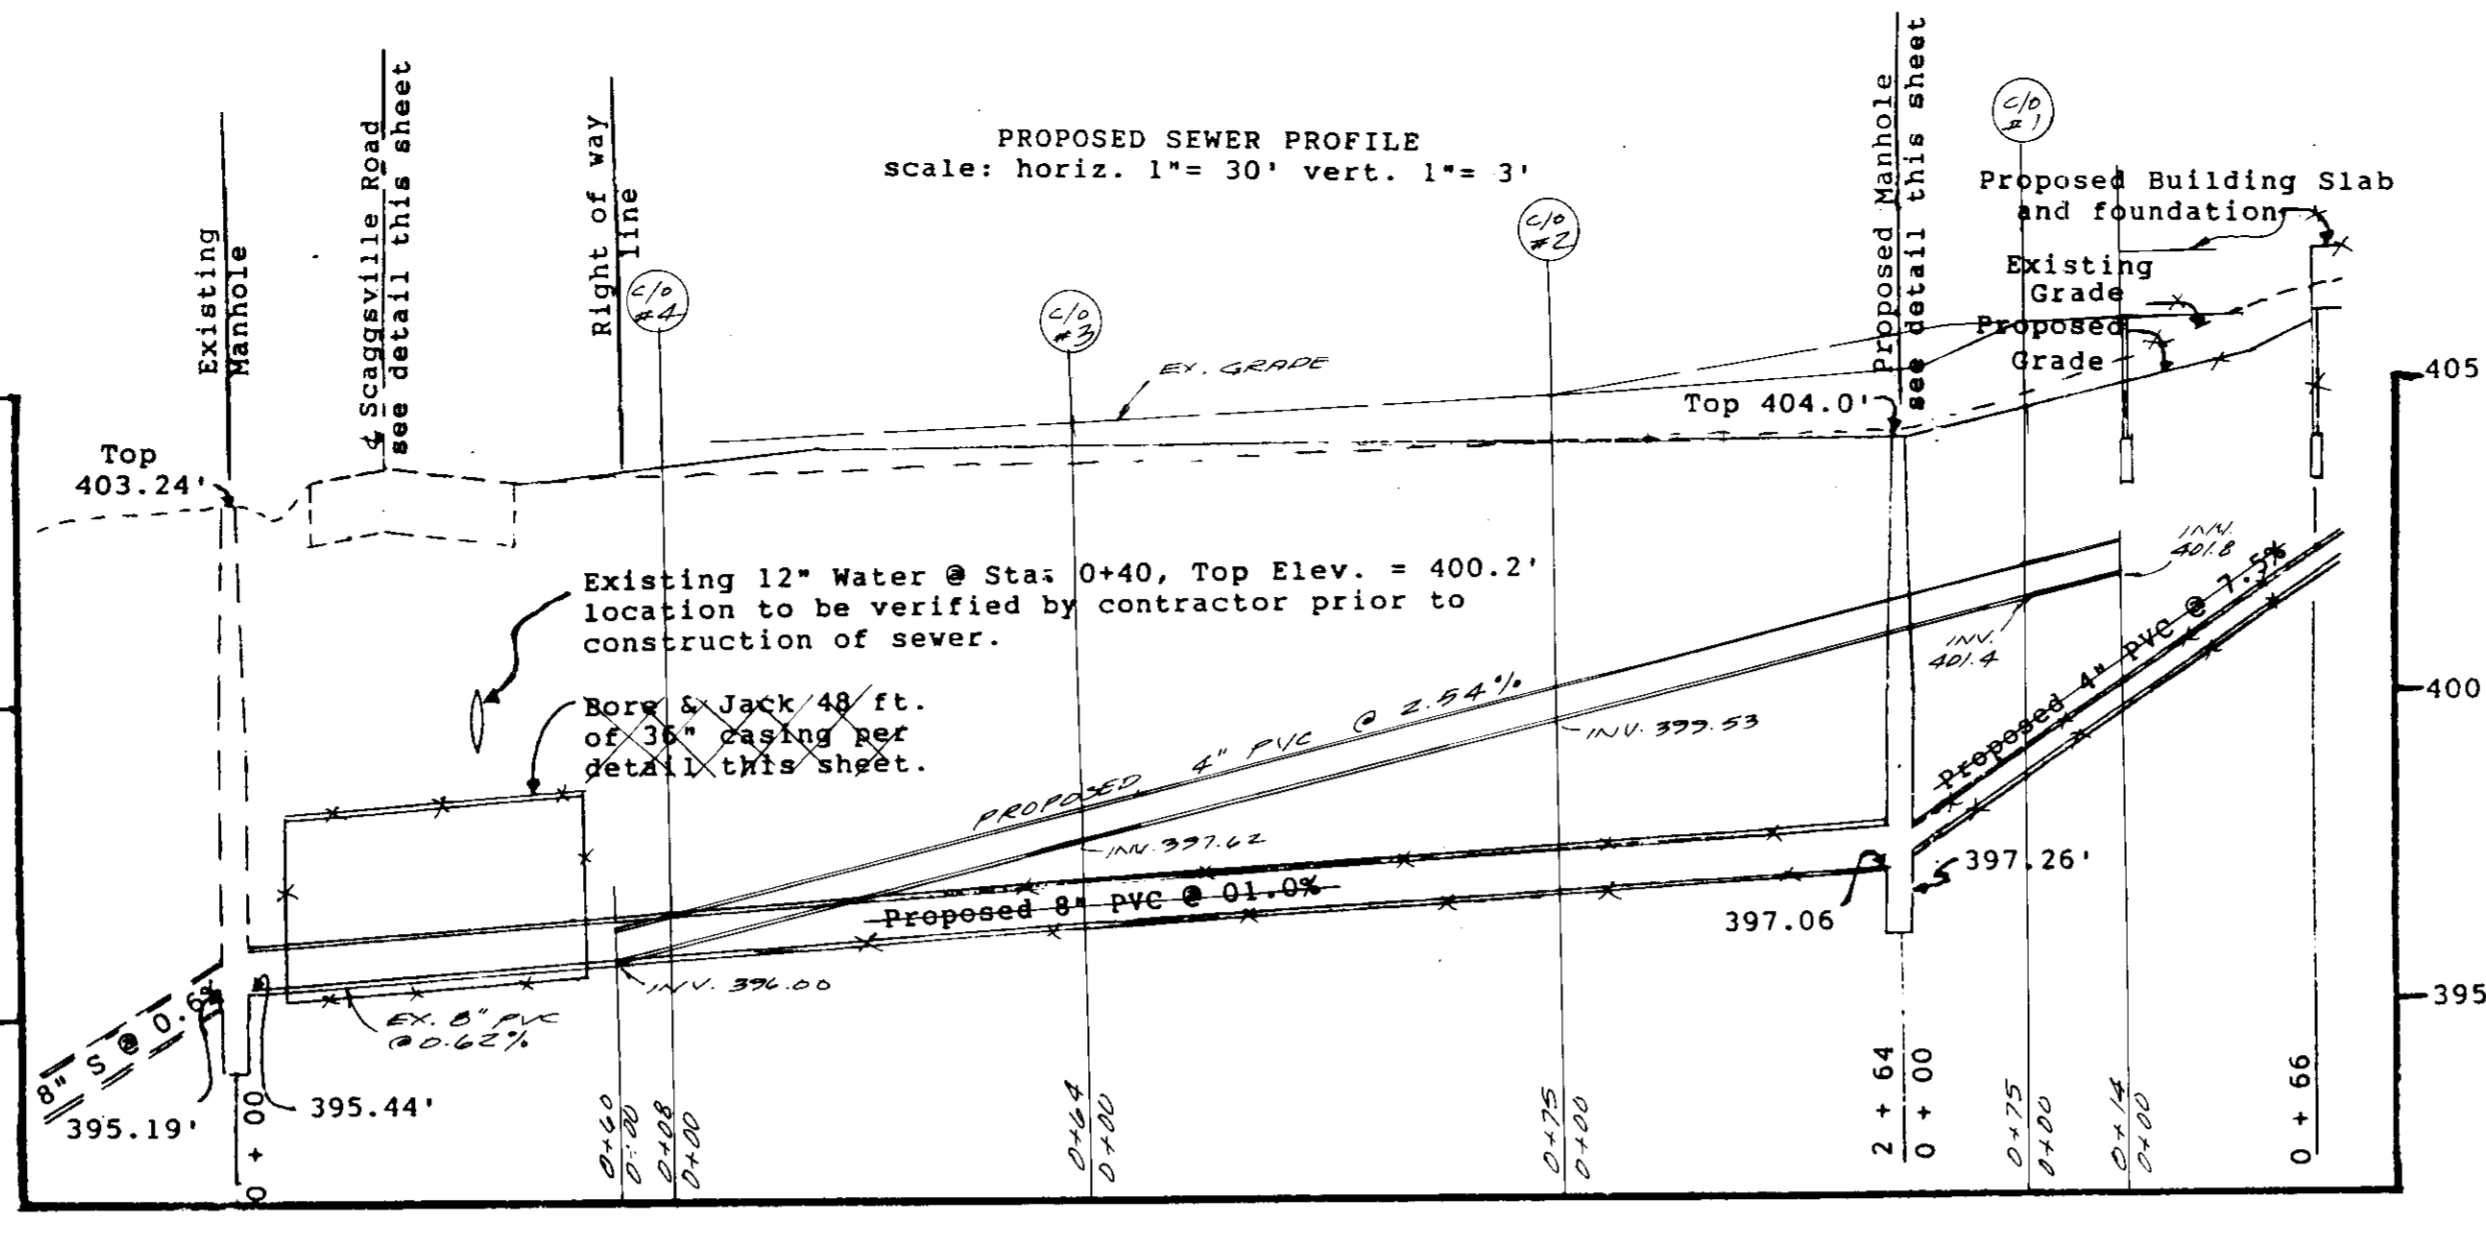 PROPOSED SEWER PROFILE
scale: horiz. 1"= 30' vert. 1"= 3'
Existing
Manhole
℄ Scaggsville Road
see detail this sheet
Right of way
line
c/o
#4
c/o
#3
c/o
#2
Proposed Manhole
see detail this sheet
c/o
#1
Proposed Building Slab
and foundation
Existing
Grade
Proposed
Grade
EX. GRADE
Top 404.0'
405
Top
403.24'
Existing 12" Water @ Sta. 0+40, Top Elev. = 400.2'
location to be verified by contractor prior to
construction of sewer.
INV.
401.8
INV.
401.4
Bore & Jack 48 ft.
of 36" casing per
detail this sheet.
PROPOSED 4" PVC @ 2.54%
INV. 399.53
Proposed 4" PVC @ 7.5%
400
INV. 397.62
Proposed 8" PVC @ 01.0%
397.26'
397.06
INV. 396.00
EX. 8" PVC
@ 0.62%
395
8" S @ 0.6%
395.19'
395.44'
0 + 00
0+60
0+00
0+08
0+00
0+64
0+00
0+75
0+00
2 + 64
0 + 00
0+75
0+00
0+14
0+00
0 + 66